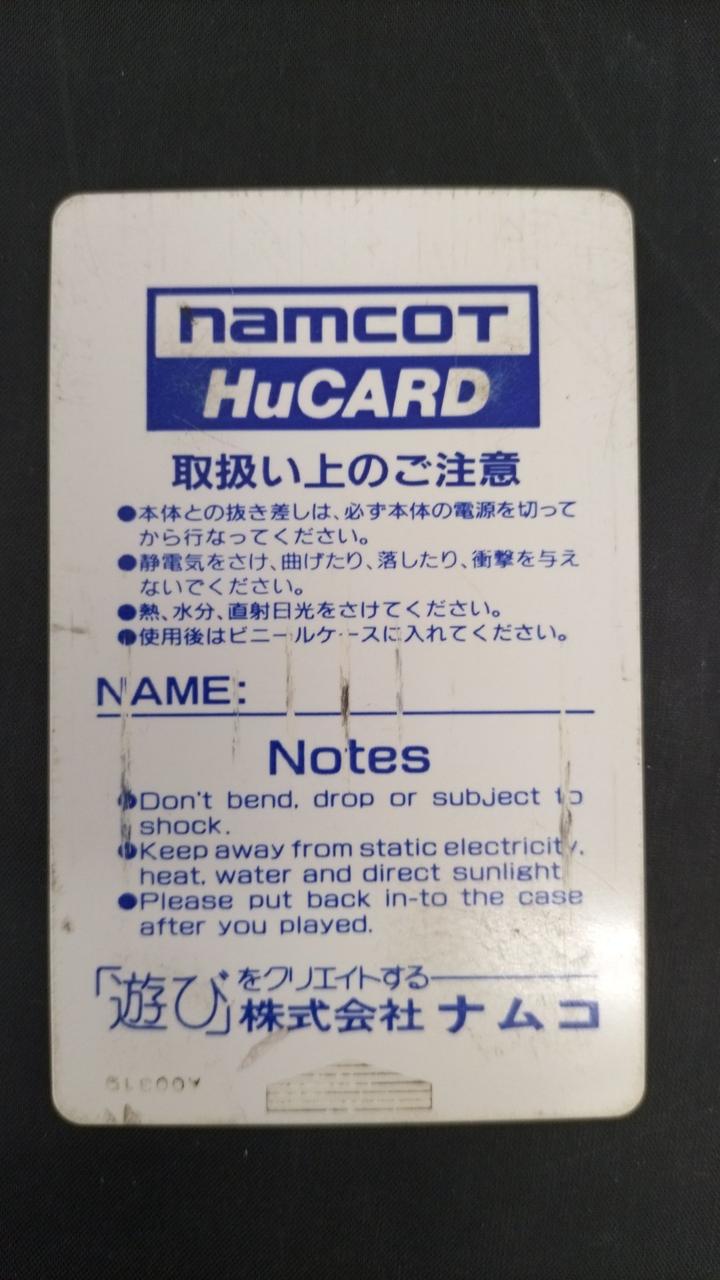 namcoT
HuCARD
取扱い上のご注意
●本体との抜き差しは、必ず本体の電源を切って
から行なってください。
●静電気をさけ、曲げたり、落したり、衝撃を与え
ないでください。
●熱、水分、直射日光をさけてください。
●使用後はビニールケースに入れてください。
NAME:
Notes
●Don't bend, drop or subject to
shock.
●Keep away from static electricity,
heat, water and direct sunlight
●Please put back in-to the case
after you played.
「遊び」をクリエイトする
株式会社ナムコ